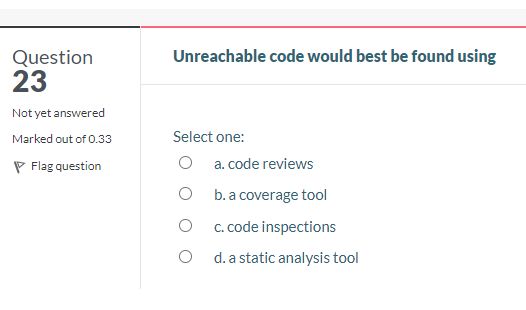 Question
23
Not yet answered
Marked out of 0.33
Flag question
Unreachable code would best be found using
Select one:
a. code reviews
b. a coverage tool
c. code inspections
d. a static analysis tool